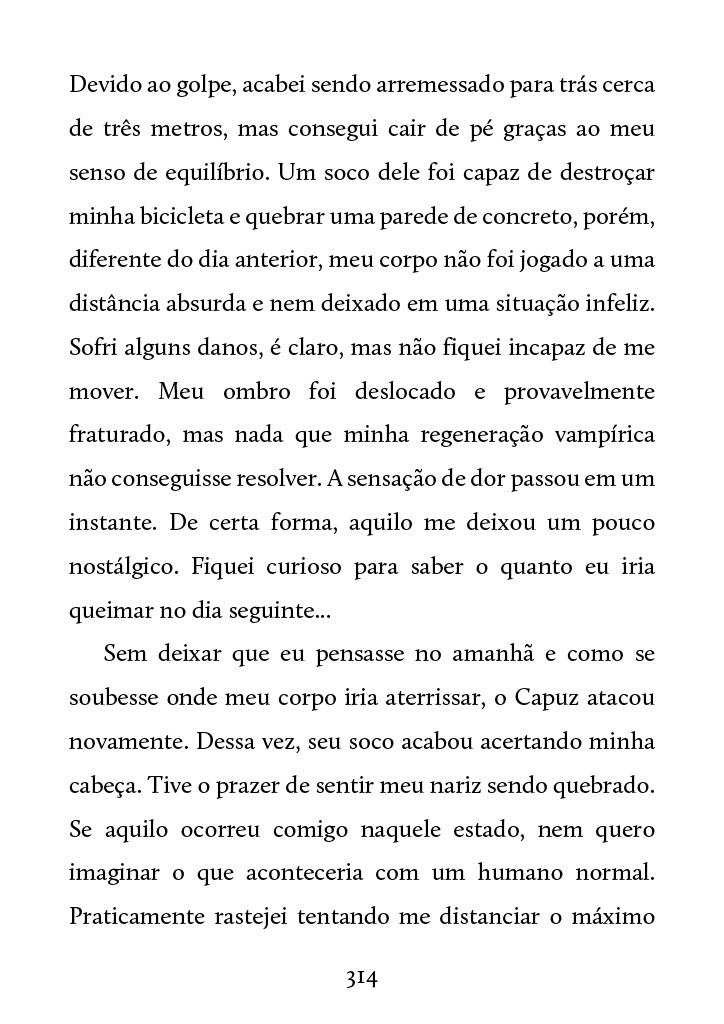 Devido ao golpe, acabei sendo arremessado para trás cerca
de três metros, mas consegui cair de pé graças ao meu
senso de equilíbrio. Um soco dele foi capaz de destroçar
minha bicicleta e quebrar uma parede de concreto, porém,
diferente do dia anterior, meu corpo não foi jogado a uma
distância absurda e nem deixado em uma situação infeliz.
Sofri alguns danos, é claro, mas não fiquei incapaz de me
mover. Meu ombro foi deslocado e provavelmente
fraturado, mas nada que minha regeneração vampírica
não conseguisse resolver. A sensação de dor passou em um
instante. De certa forma, aquilo me deixou um pouco
nostálgico. Fiquei curioso para saber o quanto eu iria
queimar no dia seguinte...
Sem deixar que eu pensasse no amanhã e como se
soubesse onde meu corpo iria aterrissar, o Capuz atacou
novamente. Dessa vez, seu soco acabou acertando minha
cabeça. Tive o prazer de sentir meu nariz sendo quebrado.
Se aquilo ocorreu comigo naquele estado, nem quero
imaginar o que aconteceria com um humano normal.
Praticamente rastejei tentando me distanciar o máximo
314